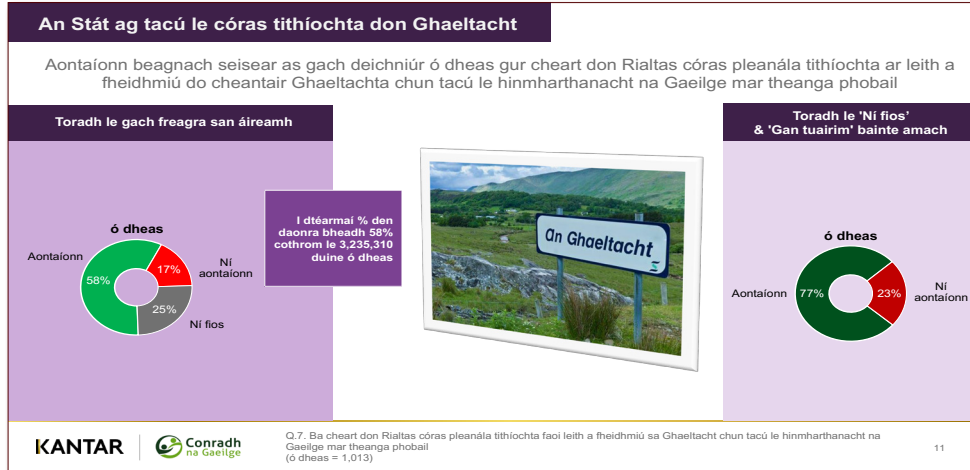 An Stát ag tacú le córas tithíochta don Ghaeltacht
Aontaíonn beagnach seisear as gach deichniúr ó dheas gur cheart don Rialtas córas pleanála tithíochta ar leith a
fheidhmiú do cheantair Ghaeltachta chun tacú le hinmharthanacht na Gaeilge mar theanga phobail
Toradh le gach freagra san áireamh
ó dheas
Aontaíonn
58%
17%
Ní
aontaíonn
25%
Ní fios
I dtéarmaí % den
daonra bheadh 58%
cothrom le 3,235,310
duine ó dheas
An Ghaeltacht
Toradh le 'Ní fios’
& 'Gan tuairim' bainte amach
ó dheas
Aontaíonn
77%
23%
Ní
aontaíonn
KANTAR
Conradh
na Gaeilge
Q.7. Ba cheart don Rialtas córas pleanála tithíochta faoi leith a fheidhmiú sa Ghaeltacht chun tacú le hinmharthanacht na
Gaeilge mar theanga phobail
(ó dheas = 1,013)
11